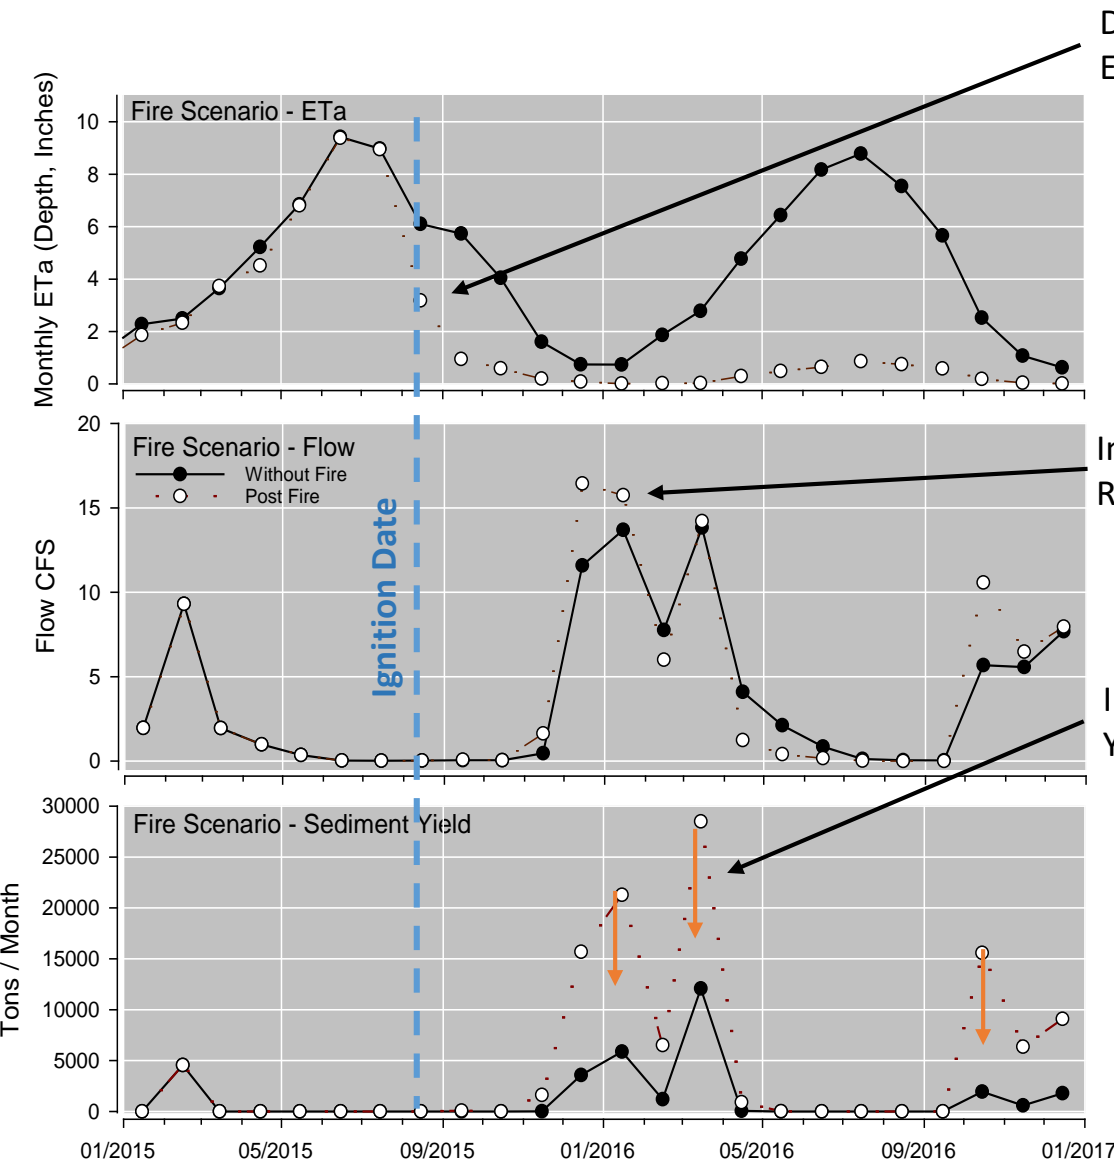 D
E
Fire Scenario - ETa
Monthly ETa (Depth, Inches)
10
8
6
4
2
0
In
R
Fire Scenario - Flow
Without Fire
Post Fire
Ignition Date
Flow CFS
20
15
10
5
0
I
Y
Fire Scenario - Sediment Yield
Tons / Month
30000
25000
20000
15000
10000
5000
0
01/2015
05/2015
09/2015
01/2016
05/2016
09/2016
01/2017